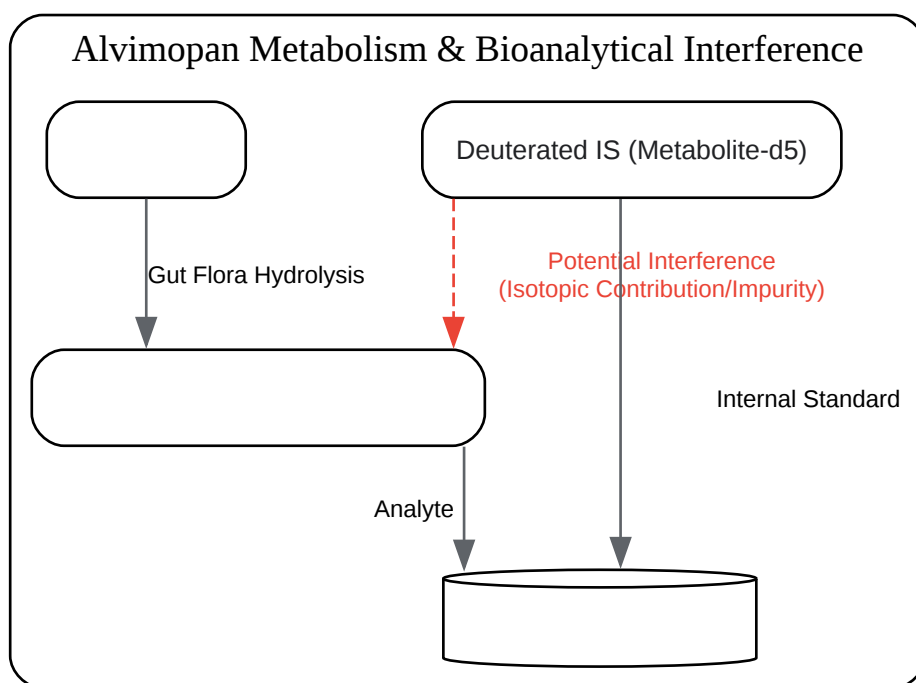 Alvimopan Metabolism & Bioanalytical Interference
Deuterated IS (Metabolite-d5)
Gut Flora Hydrolysis
Potential Interference
(Isotopic Contribution/Impurity)
Internal Standard
Analyte